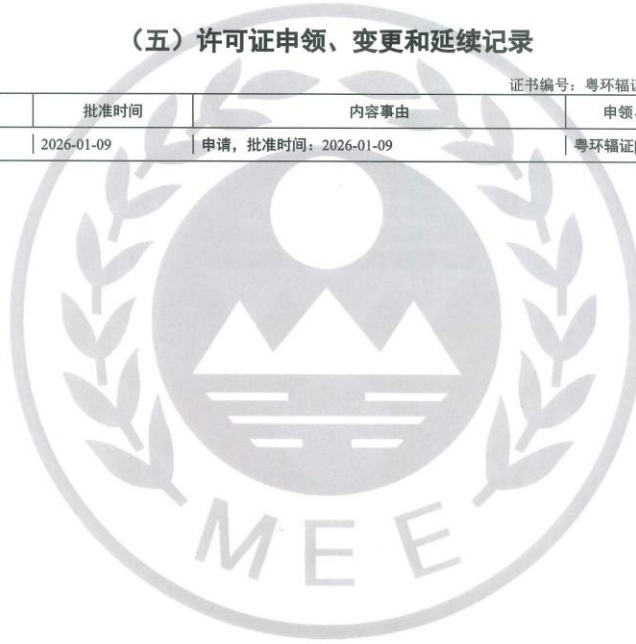 （五）许可证申领、变更和延续记录
证书编号：粤环辐证
批准时间 内容事由 申领、
2026-01-09 申请，批准时间：2026-01-09 粤环辐证
MEE